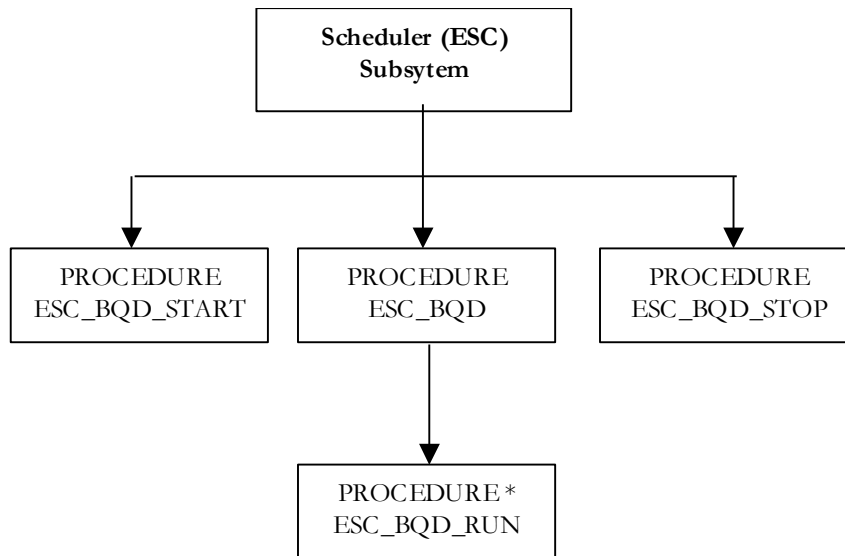 Scheduler (ESC)
Subsytem
PROCEDURE
ESC_BQD_START
PROCEDURE
ESC_BQD
PROCEDURE
ESC_BQD_STOP
PROCEDURE *
ESC_BQD_RUN